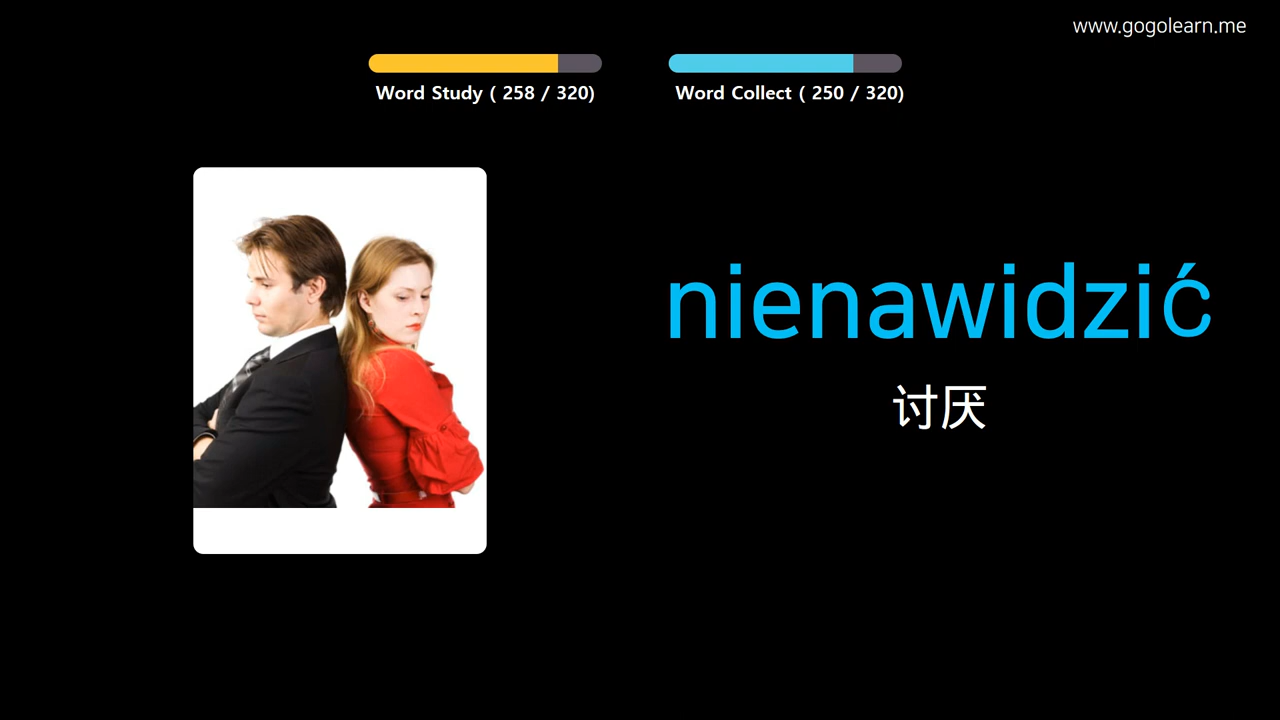 www.gogolearn.me
Word Study ( 258 / 320)
Word Collect ( 250 / 320)
nienawidzić
讨厌